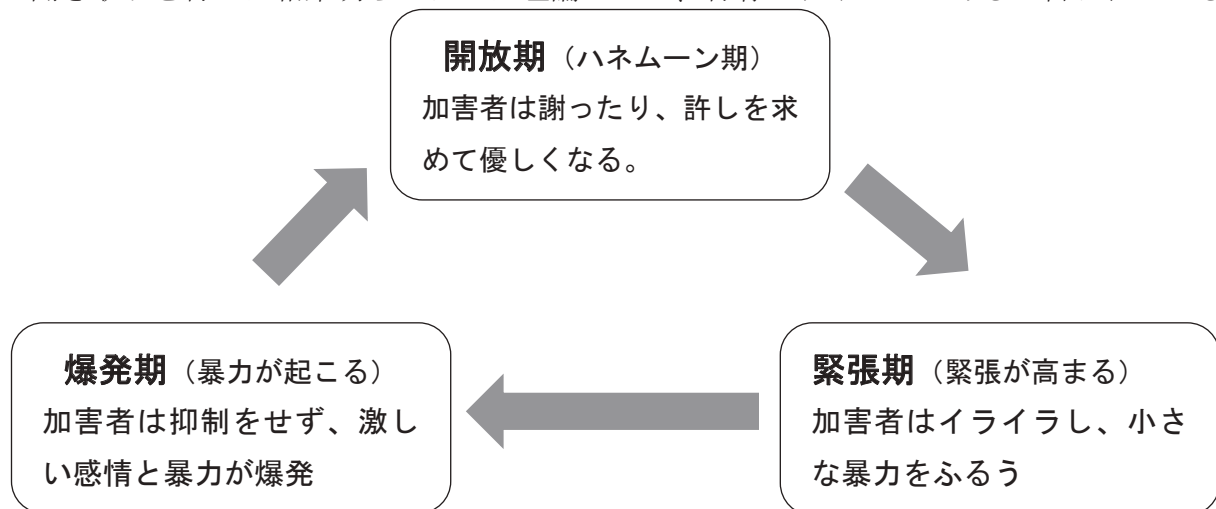 開放期（ハネムーン期）
加害者は謝ったり、許しを求
めて優しくなる。
爆発期（暴力が起こる）
加害者は抑制をせず、激し
い感情と暴力が爆発
緊張期（緊張が高まる）
加害者はイライラし、小さ
な暴力をふるう